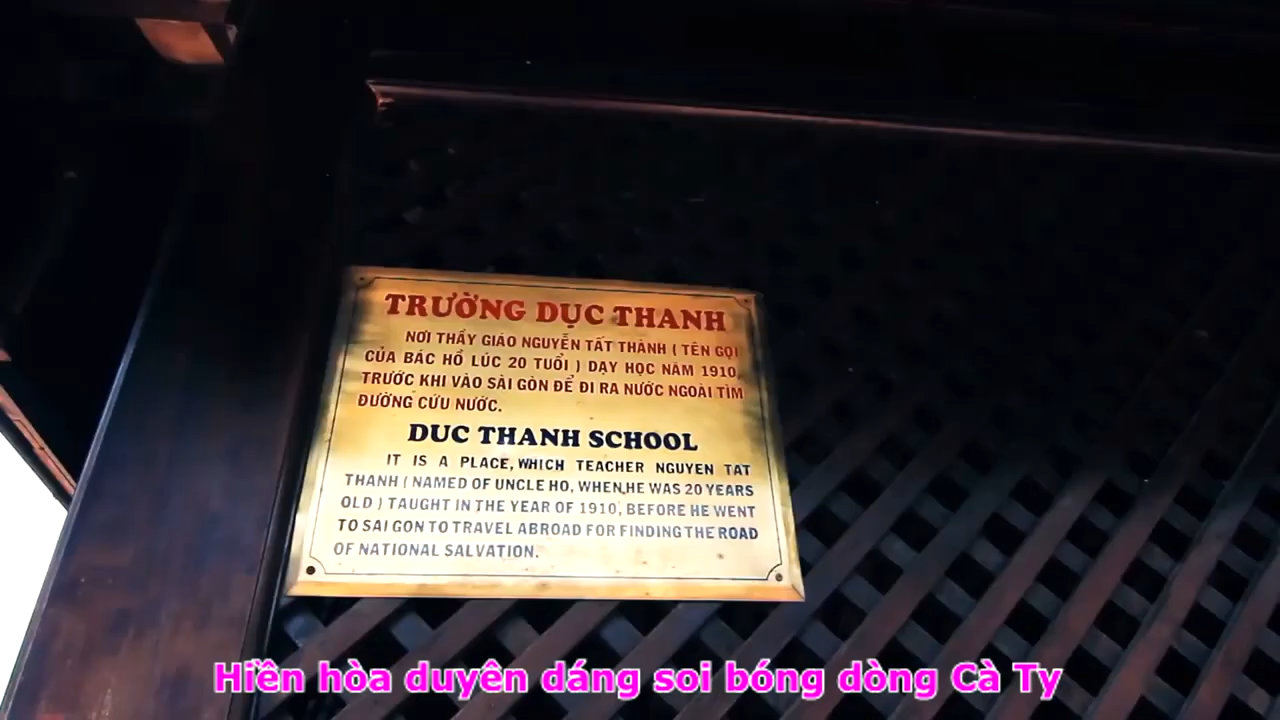 TRƯỜNG DỤC THANH
NƠI THẦY GIÁO NGUYỄN TẤT THÀNH ( TÊN GỌI
CỦA BÁC HỒ LÚC 20 TUỔI ) DẠY HỌC NĂM 1910,
TRƯỚC KHI VÀO SÀI GÒN ĐỂ ĐI RA NƯỚC NGOÀI TÌM
ĐƯỜNG CỨU NƯỚC.
DUC THANH SCHOOL
IT IS A PLACE, WHICH TEACHER NGUYEN TAT
THANH ( NAMED OF UNCLE HO, WHEN HE WAS 20 YEARS
OLD ) TAUGHT IN THE YEAR OF 1910, BEFORE HE WENT
TO SAI GON TO TRAVEL ABROAD FOR FINDING THE ROAD
OF NATIONAL SALVATION.
Hiền hòa duyên dáng soi bóng dòng Cà Ty